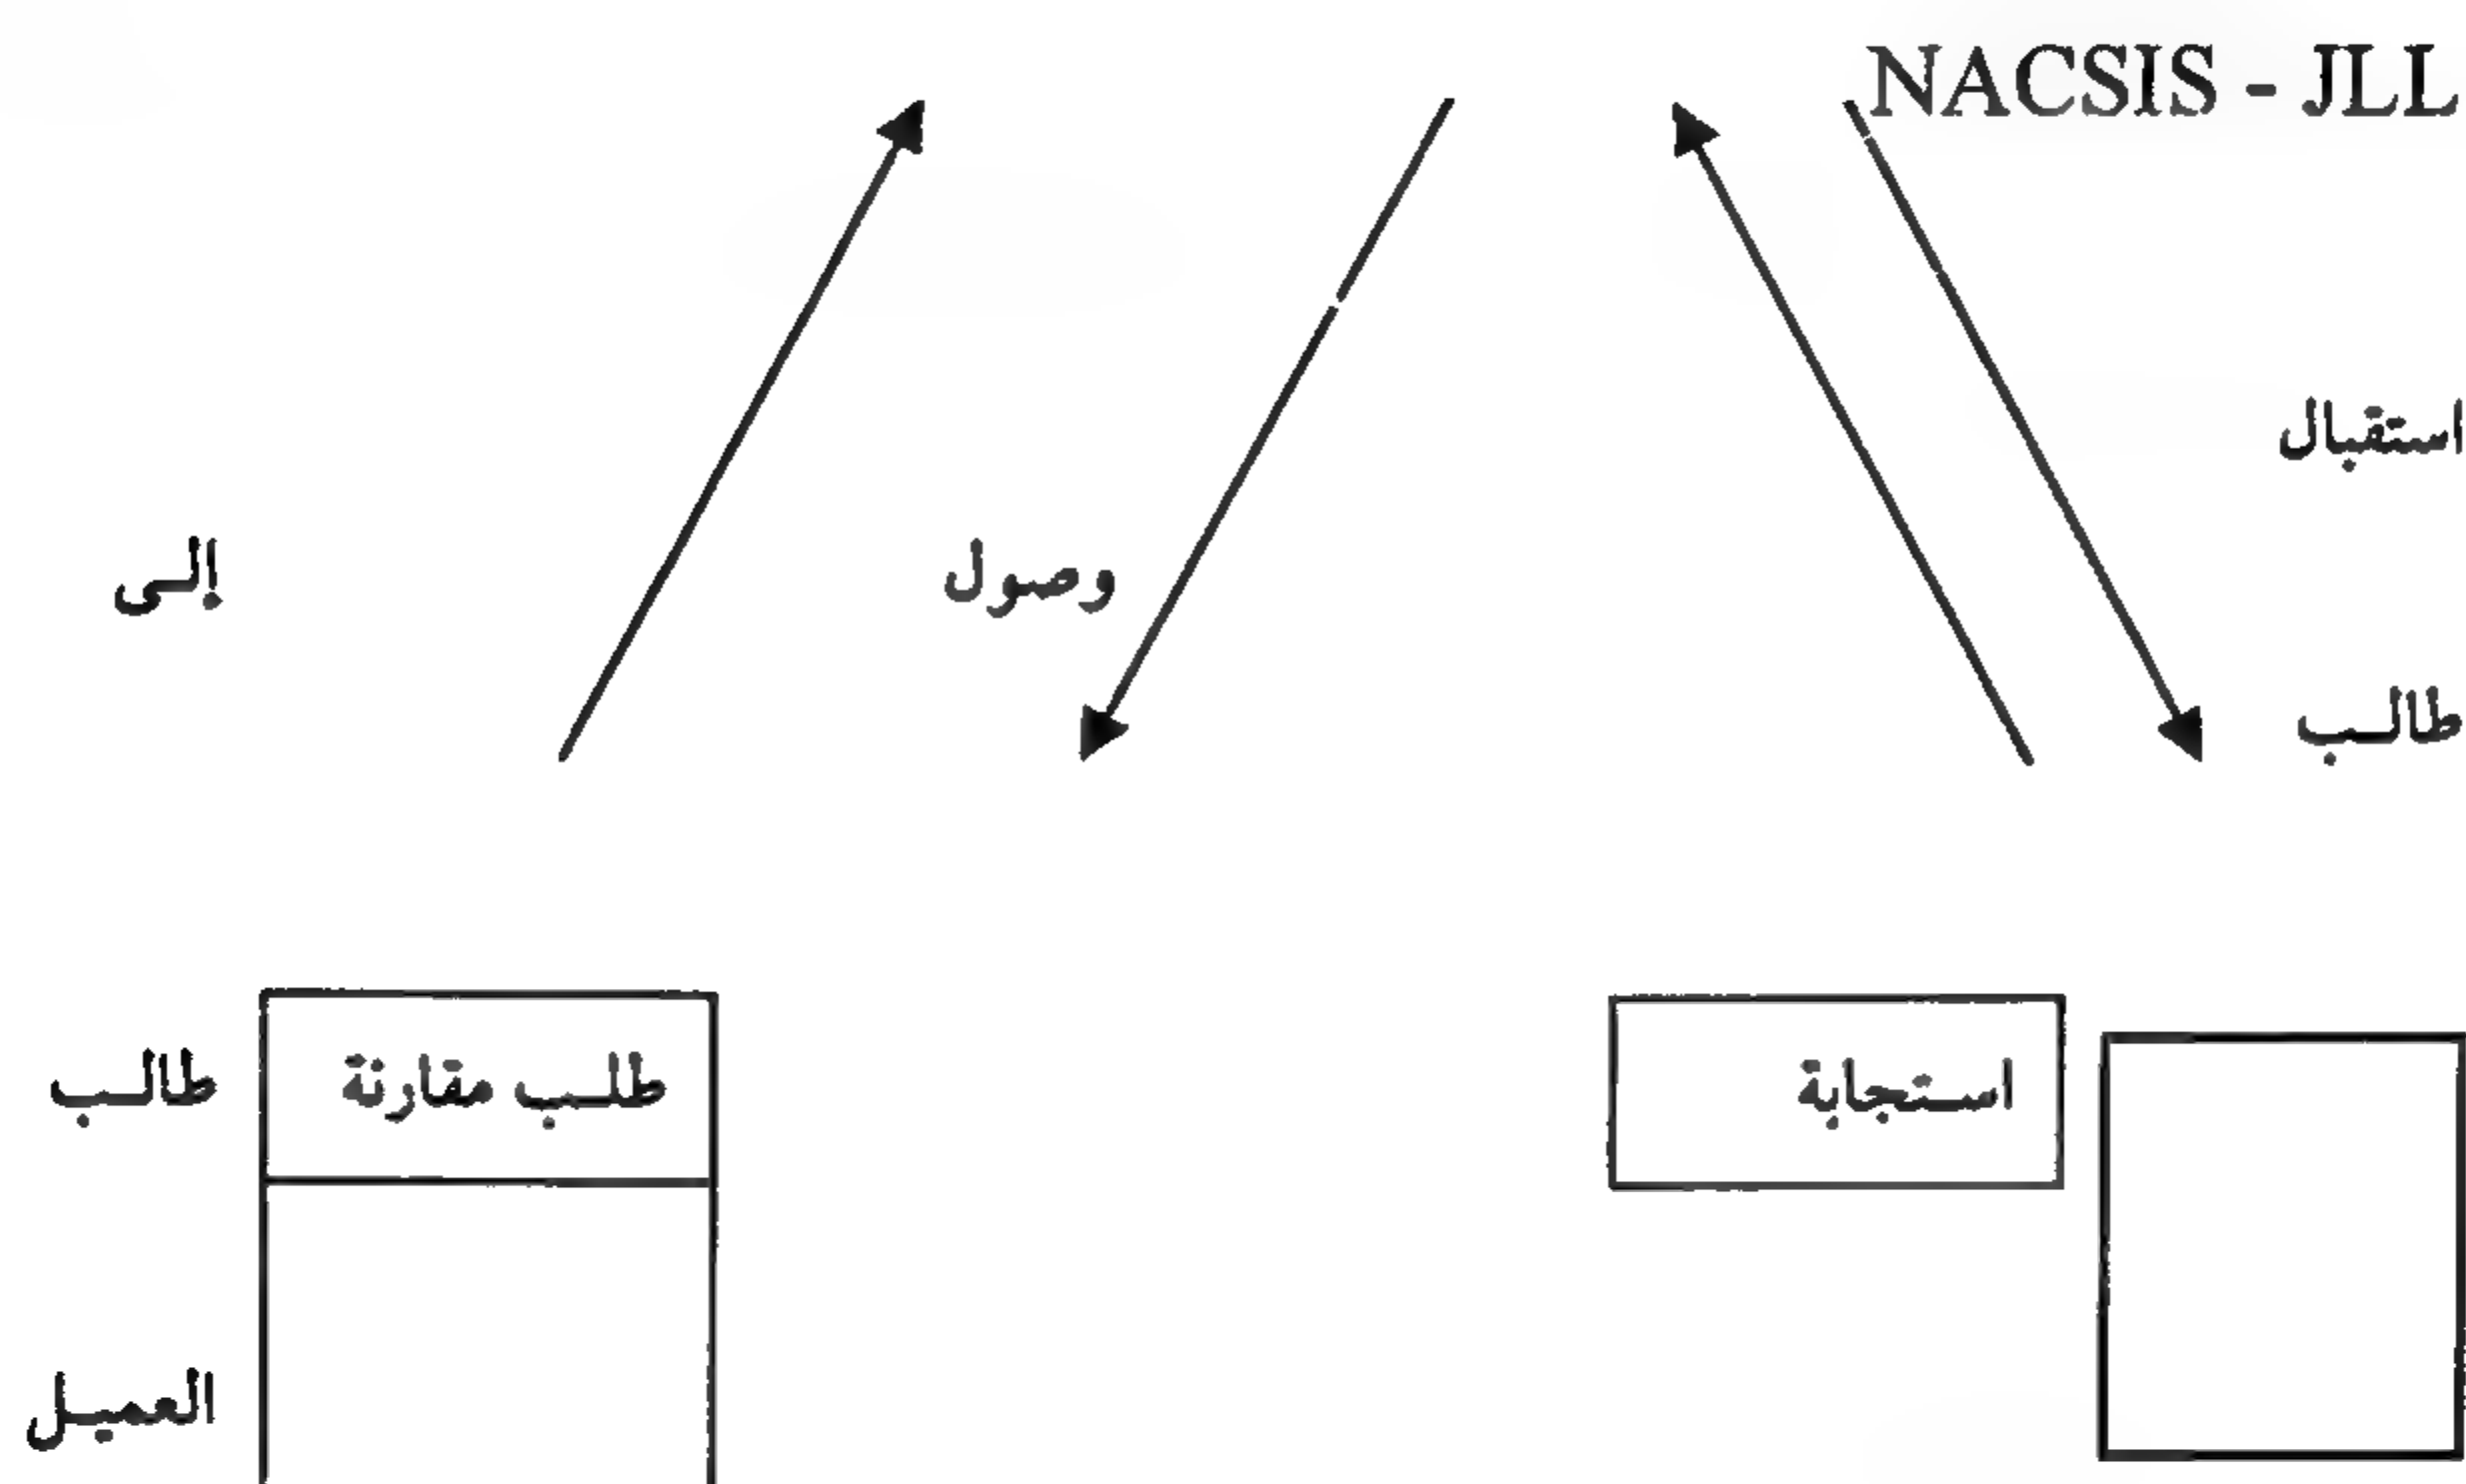 NACSIS - JLL
استقبال
وصول
إلى
طالب
استجابة
طلب مقارنة
طالب
العميل